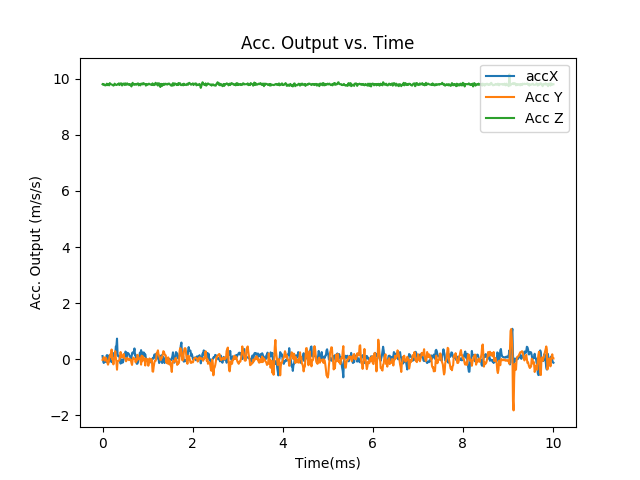 Acc. Output vs. Time
accX
Acc Y
Acc Z
10
8
6
4
2
0
−2
Acc. Output (m/s/s)
0 2 4 6 8 10
Time(ms)